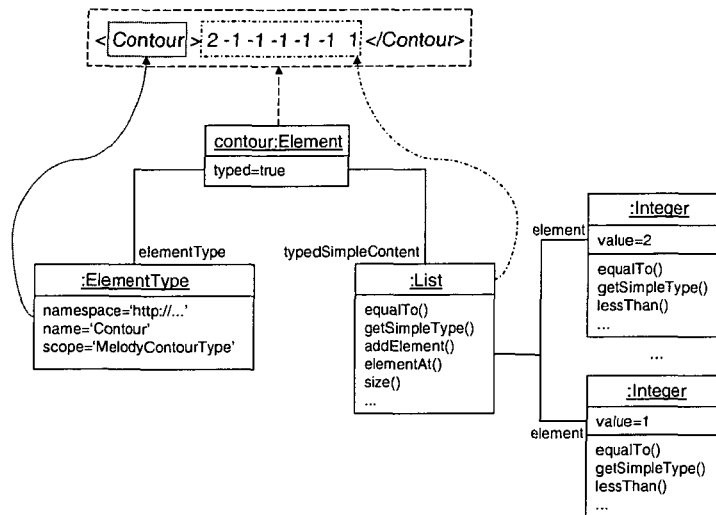 <Contour> 2 -1 -1 -1 -1 -1 1 </Contour>
contour:Element
typed=true
elementType
typedSimpleContent
:ElementType
namespace='http://...'
name='Contour'
scope='MelodyContourType'
:List
equalTo()
getSimpleType()
addElement()
elementAt()
size()
...
element
:Integer
value=2
equalTo()
getSimpleType()
lessThan()
...
...
element
:Integer
value=1
equalTo()
getSimpleType()
lessThan()
...